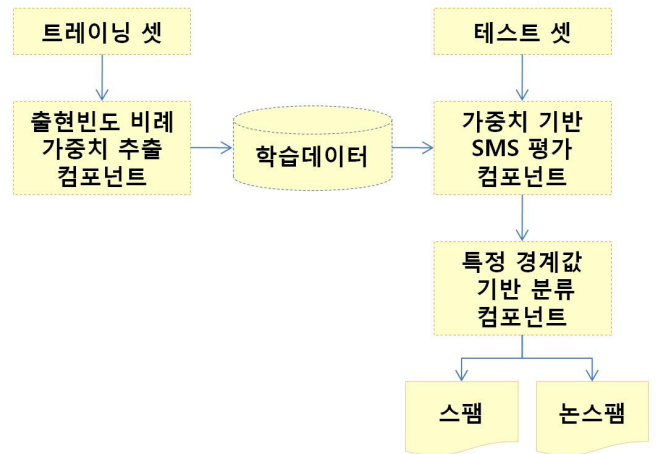 트레이닝 셋
테스트 셋
출현빈도 비례
가중치 추출
컴포넌트
학습데이터
가중치 기반
SMS 평가
컴포넌트
특정 경계값
기반 분류
컴포넌트
스팸
논스팸